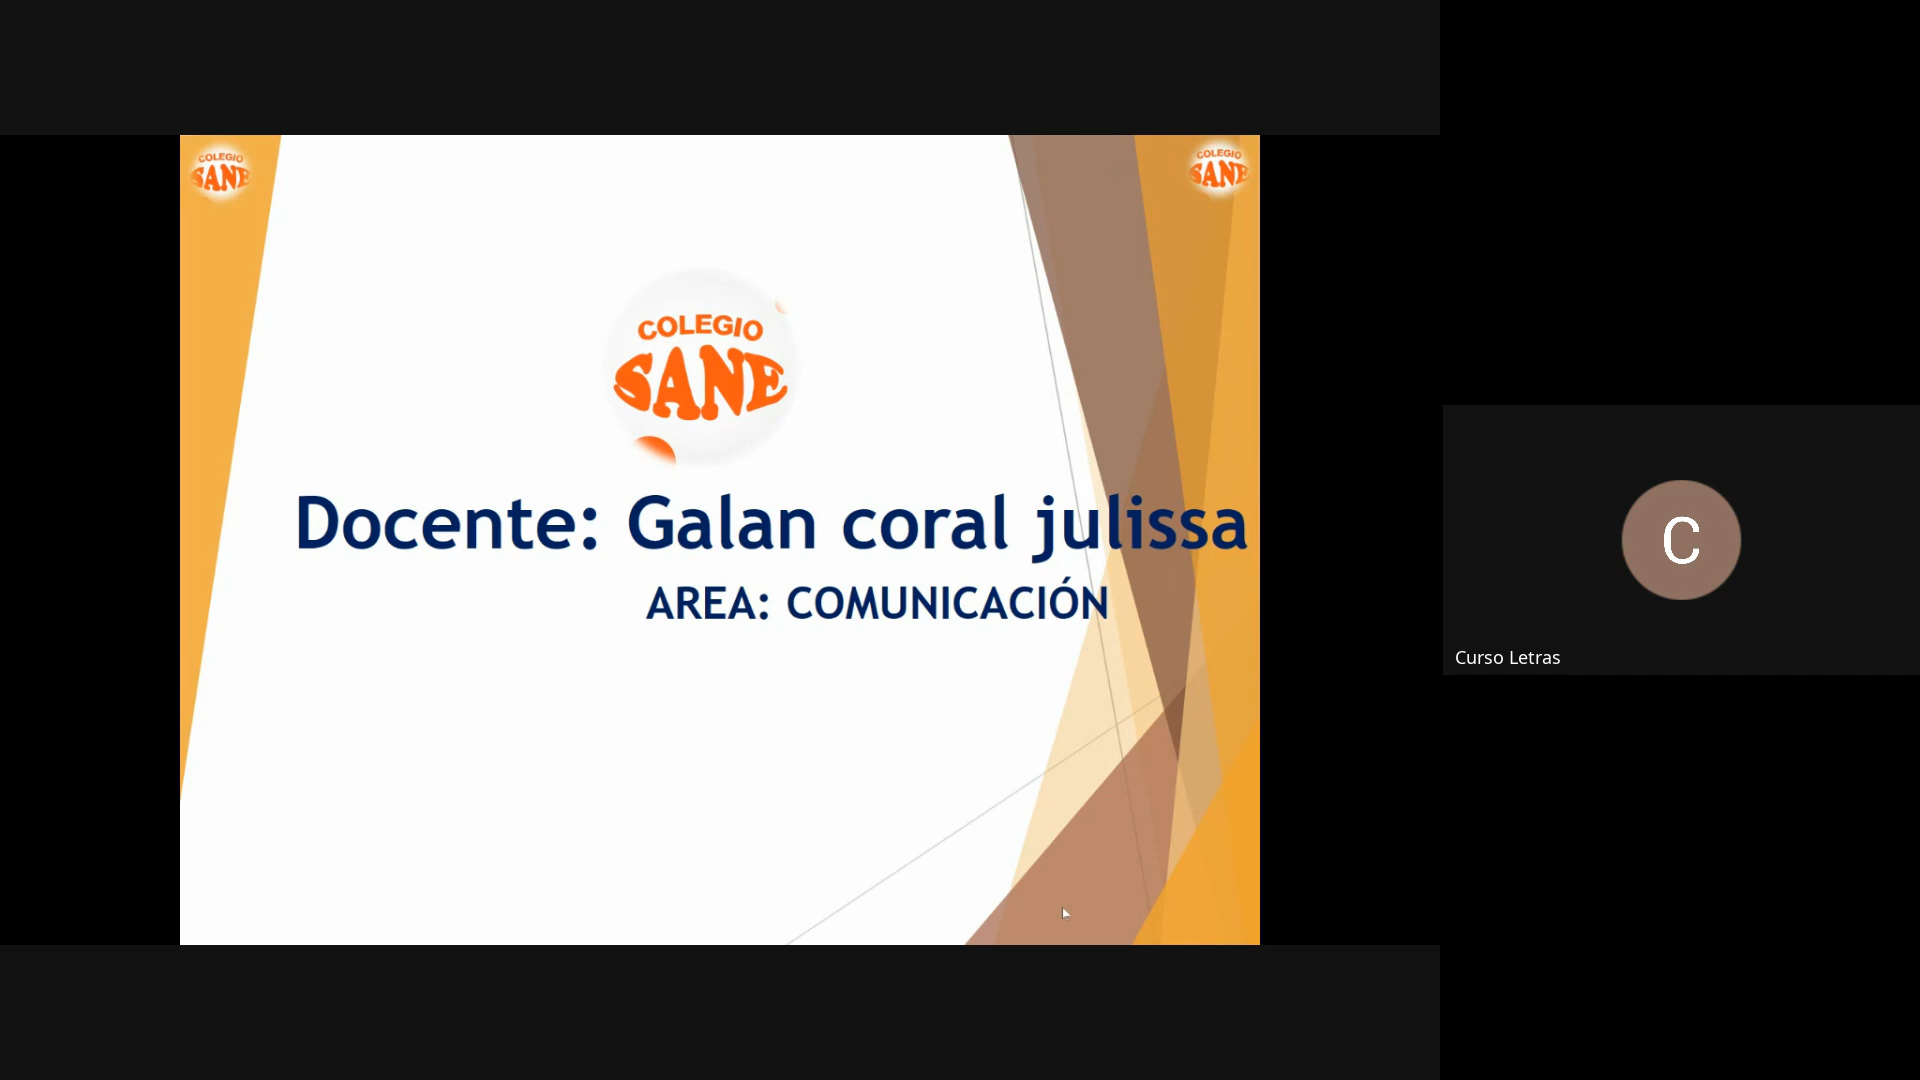 COLEGIO
SANE
COLEGIO
SANE
COLEGIO
SANE
Docente: Galan coral julissa
AREA: COMUNICACIÓN
C
Curso Letras